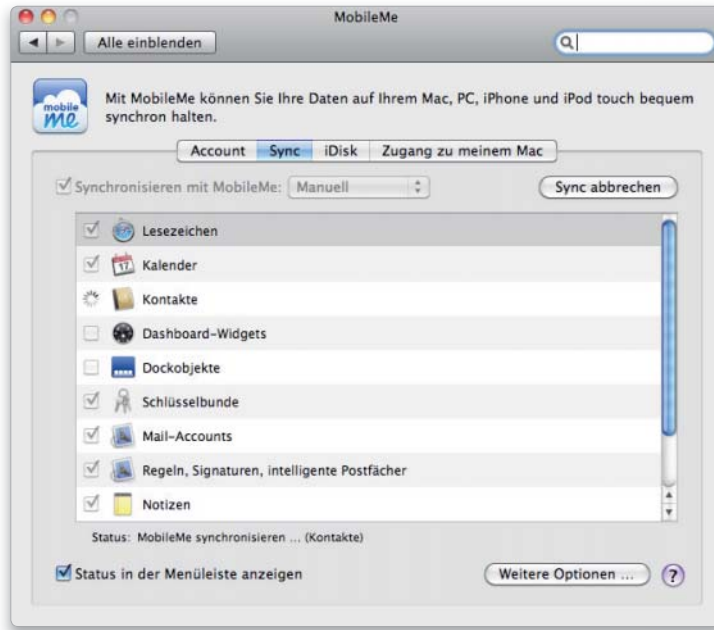 MobileMe
Alle einblenden
mobile
me
Mit MobileMe können Sie Ihre Daten auf Ihrem Mac, PC, iPhone und iPod touch bequem
synchron halten.
Account Sync iDisk Zugang zu meinem Mac
Synchronisieren mit MobileMe: Manuell Sync abbrechen
Lesezeichen
17 Kalender
Kontakte
Dashboard-Widgets
Dockobjekte
Schlüsselbunde
Mail-Accounts
Regeln, Signaturen, intelligente Postfächer
Notizen
Status: MobileMe synchronisieren ... (Kontakte)
Status in der Menüleiste anzeigen Weitere Optionen ... ?